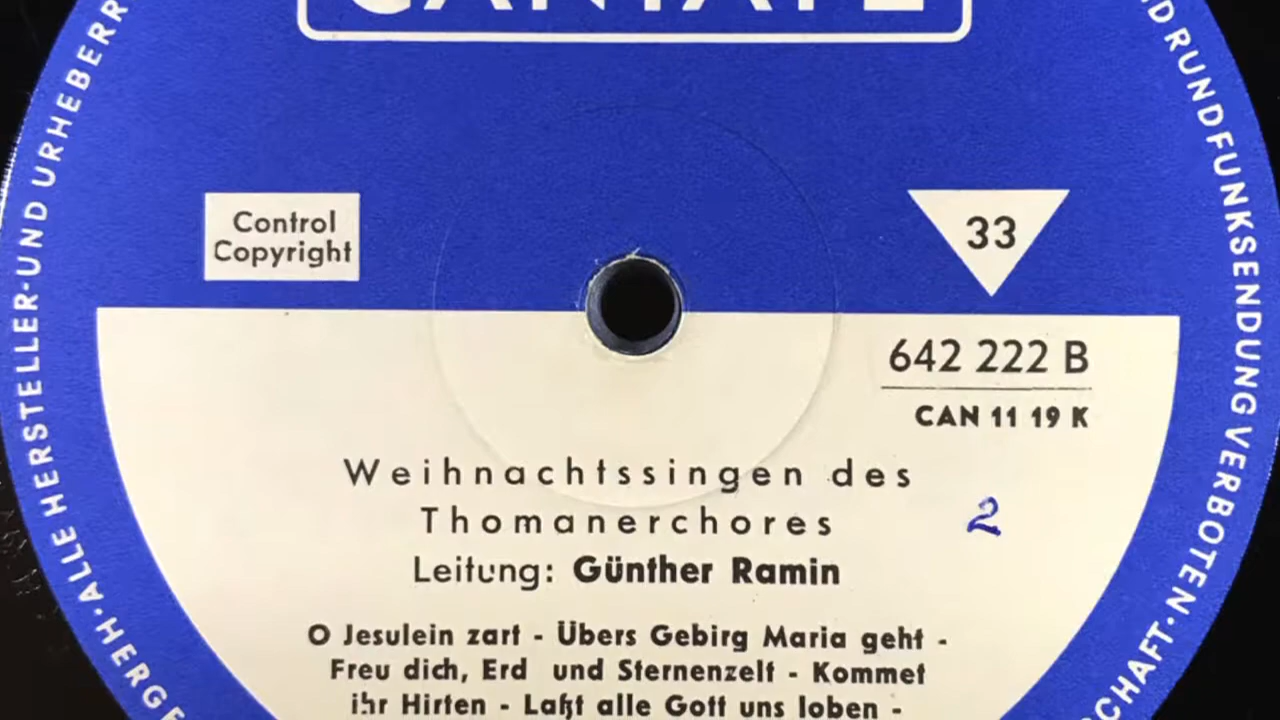 CANTATE
Control
Copyright
33
642 222 B
CAN 11 19 K
Weihnachtssingen des
Thomanerchores
2
Leitung: Günther Ramin
O Jesulein zart - Übers Gebirg Maria geht -
Freu dich, Erd und Sternenzelt - Kommet
ihr Hirten - Laßt alle Gott uns loben -
ALLE HERSTELLER-UND URHEBERR
D RUNDFUNKSENDUNG VERBOTEN
SCHAFT · HERGE